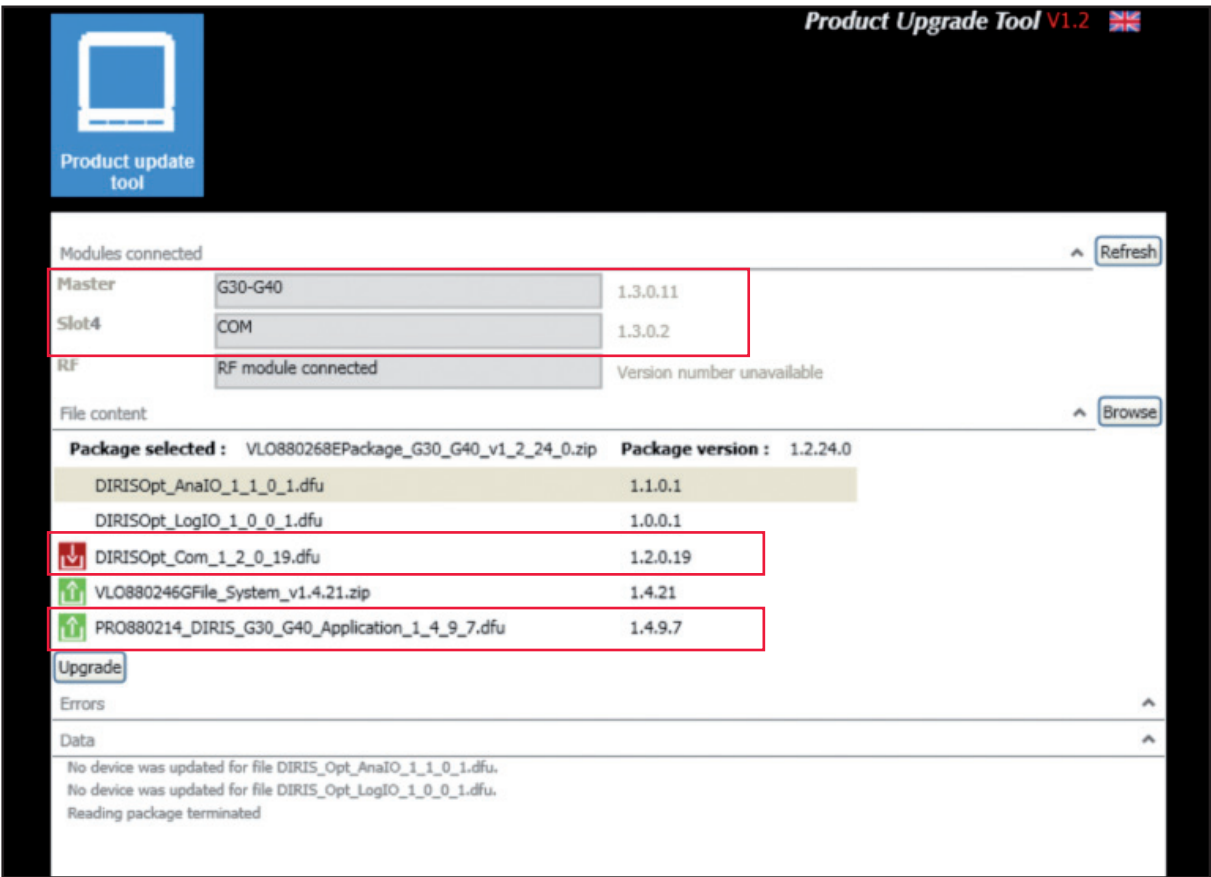 Product Upgrade Tool V1.2
Product update
tool
Modules connected
Refresh
Master G30-G40 1.3.0.11
Slot4 COM 1.3.0.2
RF RF module connected Version number unavailable
File content
Browse
Package selected : VLO880268EPackage_G30_G40_v1_2_24_0.zip Package version : 1.2.24.0
DIRISOpt_AnaIO_1_1_0_1.dfu 1.1.0.1
DIRISOpt_LogIO_1_0_0_1.dfu 1.0.0.1
DIRISOpt_Com_1_2_0_19.dfu 1.2.0.19
VLO880246GFile_System_v1.4.21.zip 1.4.21
PRO880214_DIRIS_G30_G40_Application_1_4_9_7.dfu 1.4.9.7
Upgrade
Errors
Data
No device was updated for file DIRIS_Opt_AnaIO_1_1_0_1.dfu.
No device was updated for file DIRIS_Opt_LogIO_1_0_0_1.dfu.
Reading package terminated